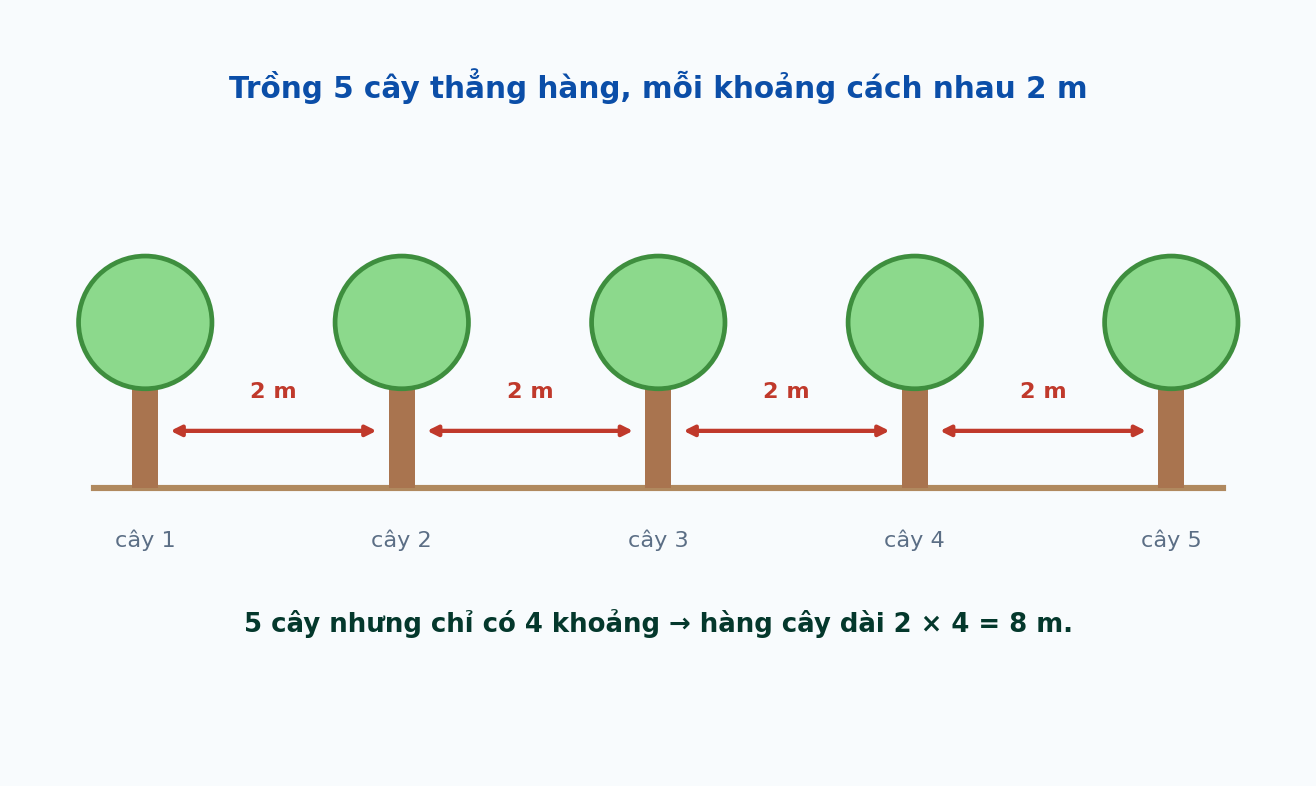 Trồng 5 cây thẳng hàng, mỗi khoảng cách nhau 2 m
2 m 2 m 2 m 2 m
cây 1 cây 2 cây 3 cây 4 cây 5
5 cây nhưng chỉ có 4 khoảng → hàng cây dài 2 × 4 = 8 m.